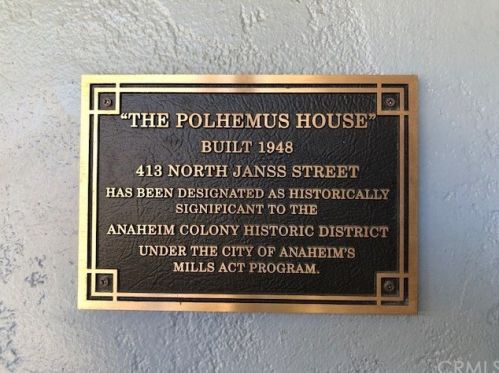 "THE POLHEMUS HOUSE"
BUILT 1948
413 NORTH JANSS STREET
HAS BEEN DESIGNATED AS HISTORICALLY
SIGNIFICANT TO THE
ANAHEIM COLONY HISTORIC DISTRICT
UNDER THE CITY OF ANAHEIM'S
MILLS ACT PROGRAM.
CRMLS